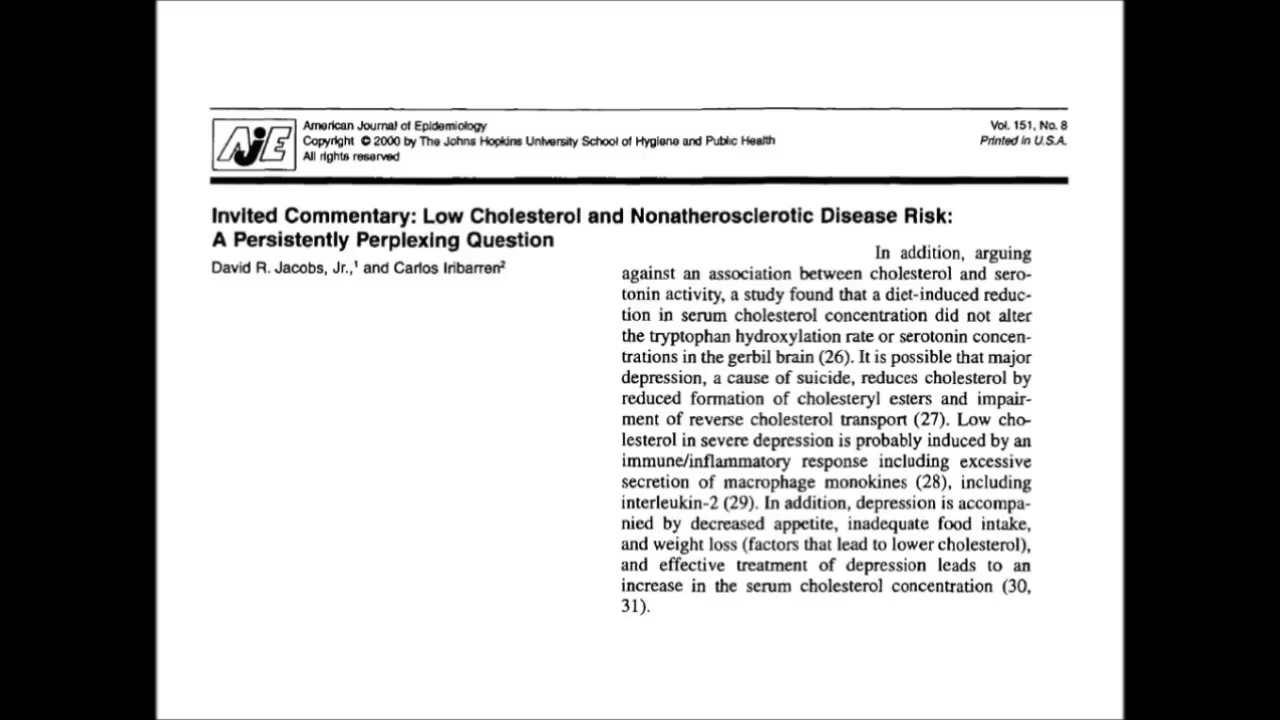 AJE
American Journal of Epidemiology
Copyright © 2000 by The Johns Hopkins University School of Hygiene and Public Health
All rights reserved
Vol. 151, No. 8
Printed in U.S.A.
Invited Commentary: Low Cholesterol and Nonatherosclerotic Disease Risk:
A Persistently Perplexing Question
David R. Jacobs, Jr.,¹ and Carlos Iribarren²
In addition, arguing
against an association between cholesterol and sero-
tonin activity, a study found that a diet-induced reduc-
tion in serum cholesterol concentration did not alter
the tryptophan hydroxylation rate or serotonin concen-
trations in the gerbil brain (26). It is possible that major
depression, a cause of suicide, reduces cholesterol by
reduced formation of cholesteryl esters and impair-
ment of reverse cholesterol transport (27). Low cho-
lesterol in severe depression is probably induced by an
immune/inflammatory response including excessive
secretion of macrophage monokines (28), including
interleukin-2 (29). In addition, depression is accompa-
nied by decreased appetite, inadequate food intake,
and weight loss (factors that lead to lower cholesterol),
and effective treatment of depression leads to an
increase in the serum cholesterol concentration (30,
31).